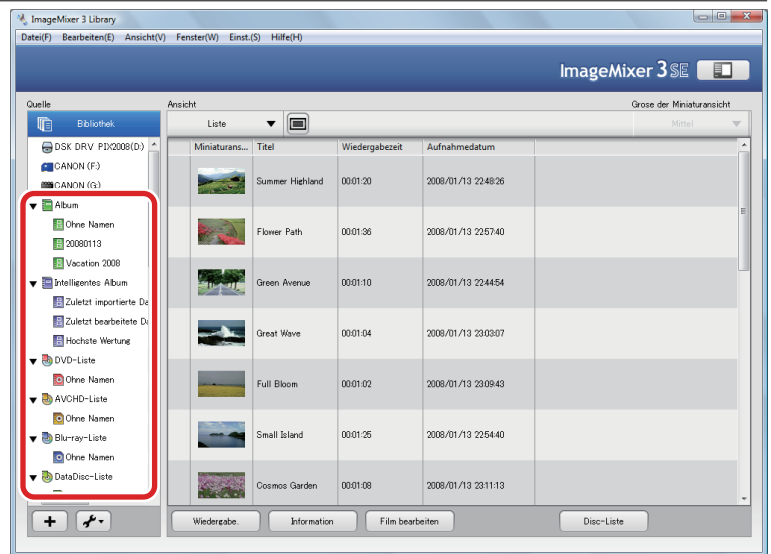 ImageMixer 3 Library
Datei(F) Bearbeiten(E) Ansicht(V) Fenster(W) Einst.(S) Hilfe(H)
ImageMixer 3 SE
Quelle
Ansicht
Grose der Miniaturansicht
Bibliothek
Liste
Mittel
DSK DRV PIX2008(D:)
CANON (F:)
CANON (G:)
Album
Ohne Namen
20080113
Vacation 2008
Intelligentes Album
Zuletzt importierte Da
Zuletzt bearbeitete Da
Hochste Wertung
DVD-Liste
Ohne Namen
AVCHD-Liste
Ohne Namen
Blu-ray-Liste
Ohne Namen
DataDisc-Liste
Miniaturans... Titel Wiedergabezeit Aufnahmedatum
Summer Highland 00:01:20 2008/01/13 22:48:26
Flower Path 00:01:36 2008/01/13 22:57:40
Green Avenue 00:01:10 2008/01/13 22:44:54
Great Wave 00:01:04 2008/01/13 23:03:07
Full Bloom 00:01:02 2008/01/13 23:09:43
Small Island 00:01:25 2008/01/13 22:54:40
Cosmos Garden 00:01:08 2008/01/13 23:11:13
Wiedergabe. Information Film bearbeiten Disc-Liste